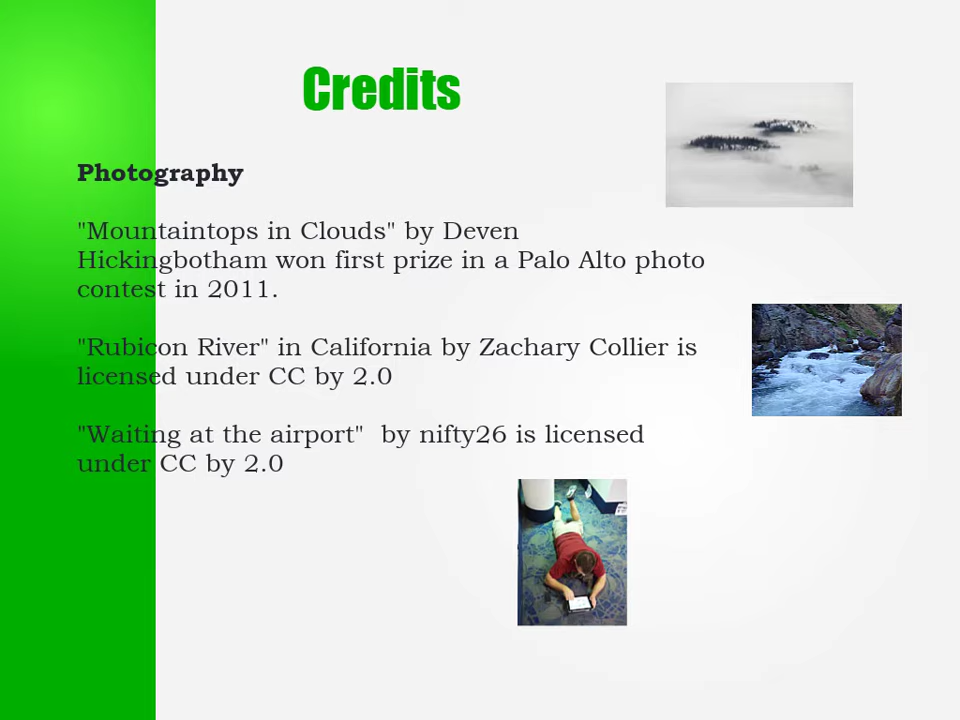 Credits
Photography
"Mountaintops in Clouds" by Deven
Hickingbotham won first prize in a Palo Alto photo
contest in 2011.
"Rubicon River" in California by Zachary Collier is
licensed under CC by 2.0
"Waiting at the airport"  by nifty26 is licensed
under CC by 2.0